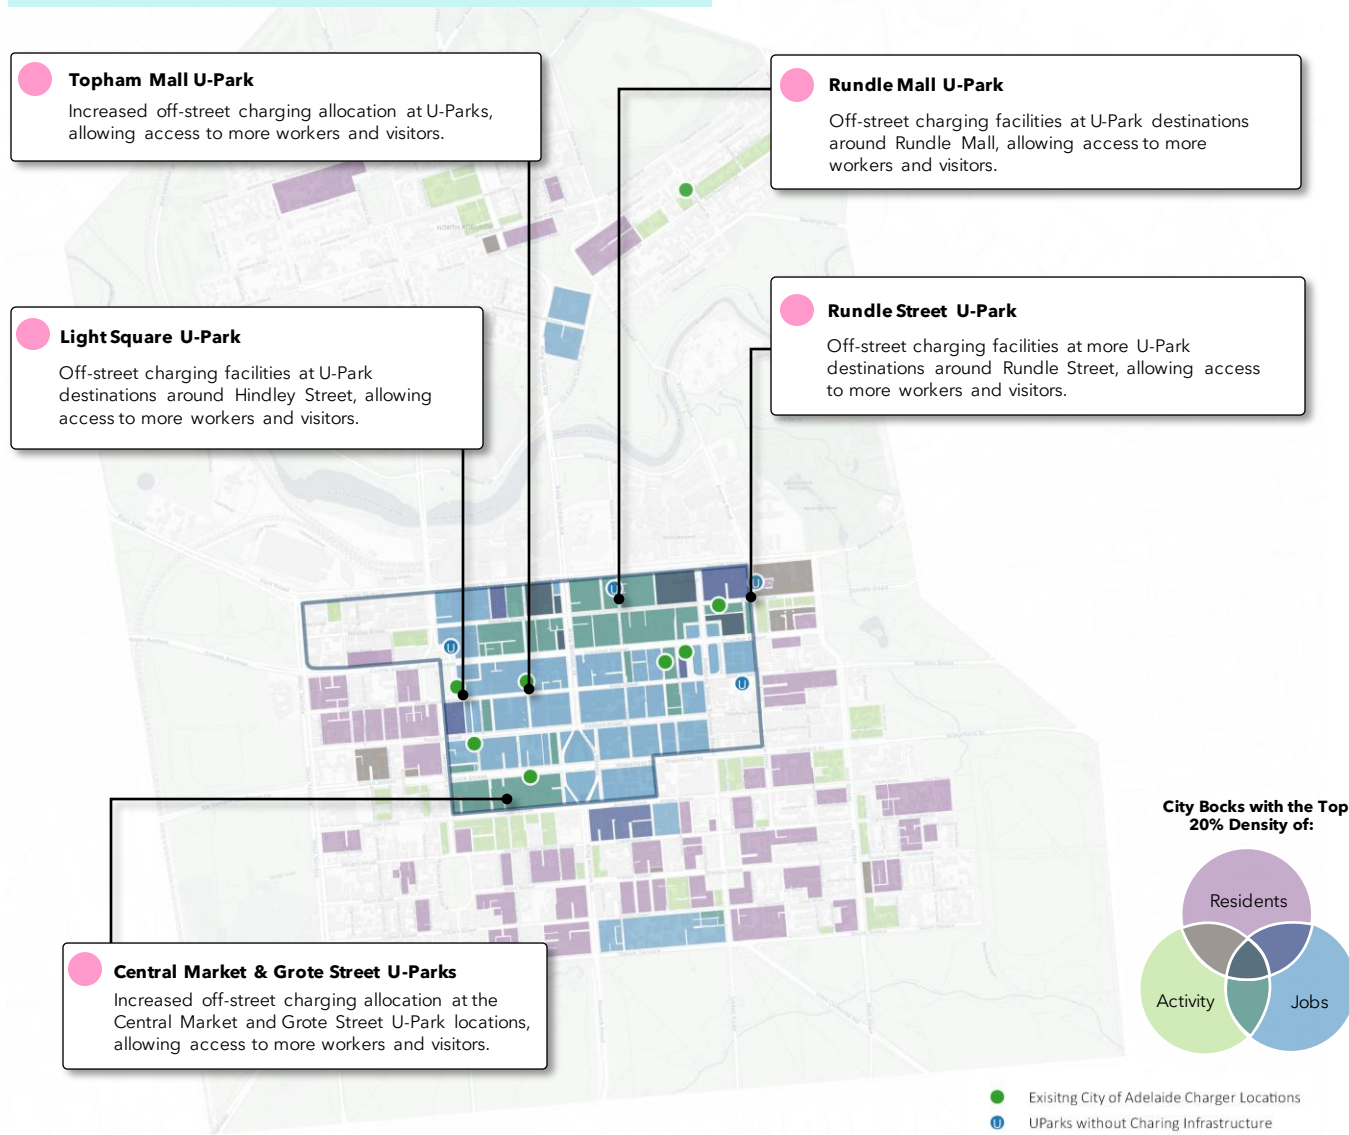 Topham Mall U-Park
Increased off-street charging allocation at U-Parks,
allowing access to more workers and visitors.
Rundle Mall U-Park
Off-street charging facilities at U-Park destinations
around Rundle Mall, allowing access to more
workers and visitors.
NORTH ADELAIDE
Light Square U-Park
Off-street charging facilities at U-Park
destinations around Hindley Street, allowing
access to more workers and visitors.
Rundle Street U-Park
Off-street charging facilities at more U-Park
destinations around Rundle Street, allowing access
to more workers and visitors.
U
U
U
U
Central Market & Grote Street U-Parks
Increased off-street charging allocation at the
Central Market and Grote Street U-Park locations,
allowing access to more workers and visitors.
City Bocks with the Top
20% Density of:
Residents
Activity
Jobs
Exisitng City of Adelaide Charger Locations
U UParks without Charing Infrastructure